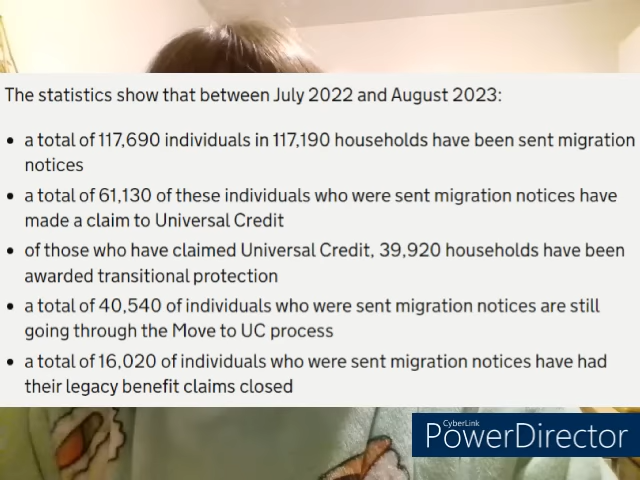 The statistics show that between July 2022 and August 2023:
• a total of 117,690 individuals in 117,190 households have been sent migration
notices
• a total of 61,130 of these individuals who were sent migration notices have
made a claim to Universal Credit
• of those who have claimed Universal Credit, 39,920 households have been
awarded transitional protection
• a total of 40,540 of individuals who were sent migration notices are still
going through the Move to UC process
• a total of 16,020 of individuals who were sent migration notices have had
their legacy benefit claims closed
CyberLink
PowerDirector